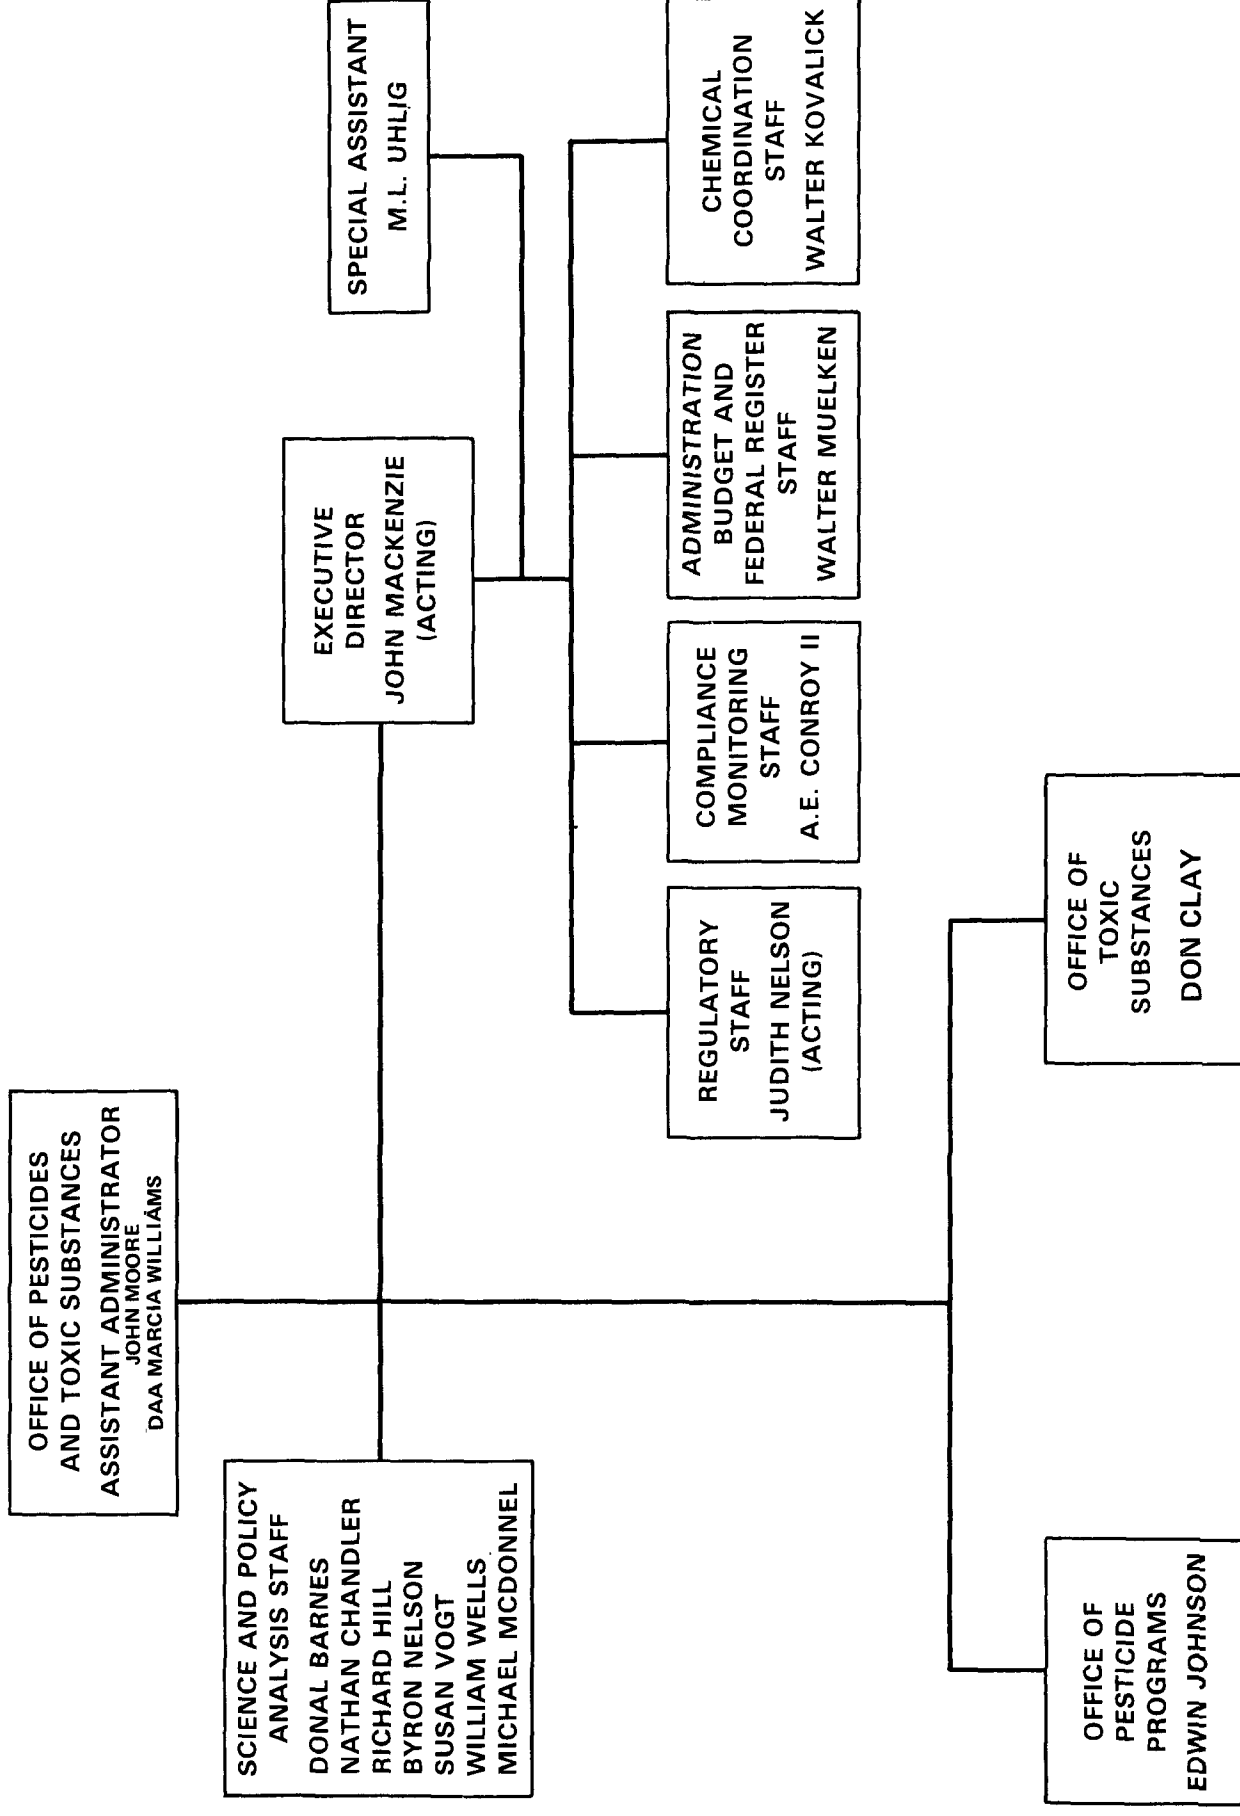 OFFICE OF PESTICIDES
AND TOXIC SUBSTANCES
ASSISTANT ADMINISTRATOR
JOHN MOORE
DAA MARCIA WILLIAMS
SCIENCE AND POLICY
ANALYSIS STAFF
DONAL BARNES
NATHAN CHANDLER
RICHARD HILL
BYRON NELSON
SUSAN VOGT
WILLIAM WELLS
MICHAEL MCDONNEL
EXECUTIVE
DIRECTOR
JOHN MACKENZIE
(ACTING)
SPECIAL ASSISTANT
M.L. UHLIG
REGULATORY
STAFF
JUDITH NELSON
(ACTING)
COMPLIANCE
MONITORING
STAFF
A.E. CONROY II
ADMINISTRATION
BUDGET AND
FEDERAL REGISTER
STAFF
WALTER MUELKEN
CHEMICAL
COORDINATION
STAFF
WALTER KOVALICK
OFFICE OF
PESTICIDE
PROGRAMS
EDWIN JOHNSON
OFFICE OF
TOXIC
SUBSTANCES
DON CLAY